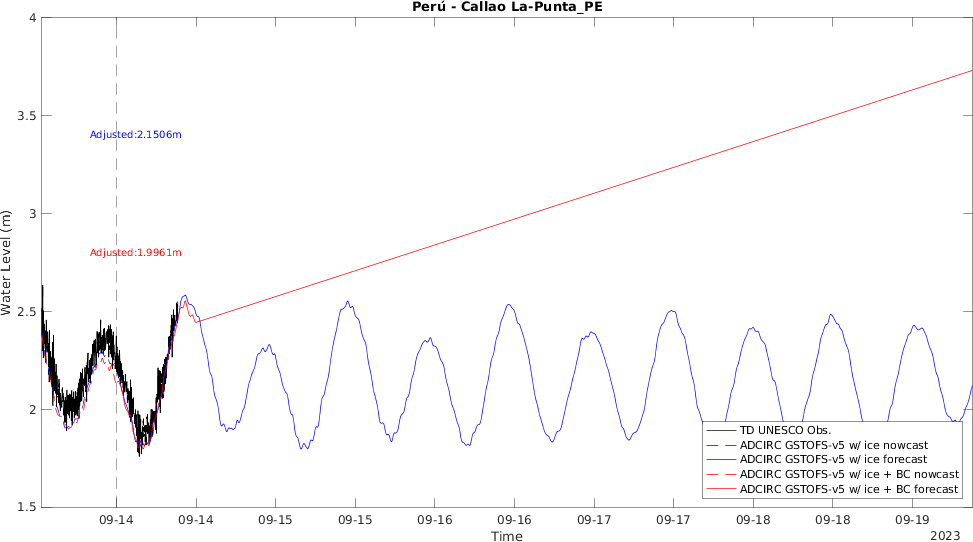 Perú - Callao La-Punta_PE
4
3.5
3
2.5
2
1.5
Water Level (m)
Adjusted:2.1506m
Adjusted:1.9961m
TD UNESCO Obs.
ADCIRC GSTOFS-v5 w/ ice nowcast
ADCIRC GSTOFS-v5 w/ ice forecast
ADCIRC GSTOFS-v5 w/ ice + BC nowcast
ADCIRC GSTOFS-v5 w/ ice + BC forecast
09-14 09-14 09-15 09-15 09-16 09-16 09-17 09-17 09-18 09-18 09-19
Time
2023